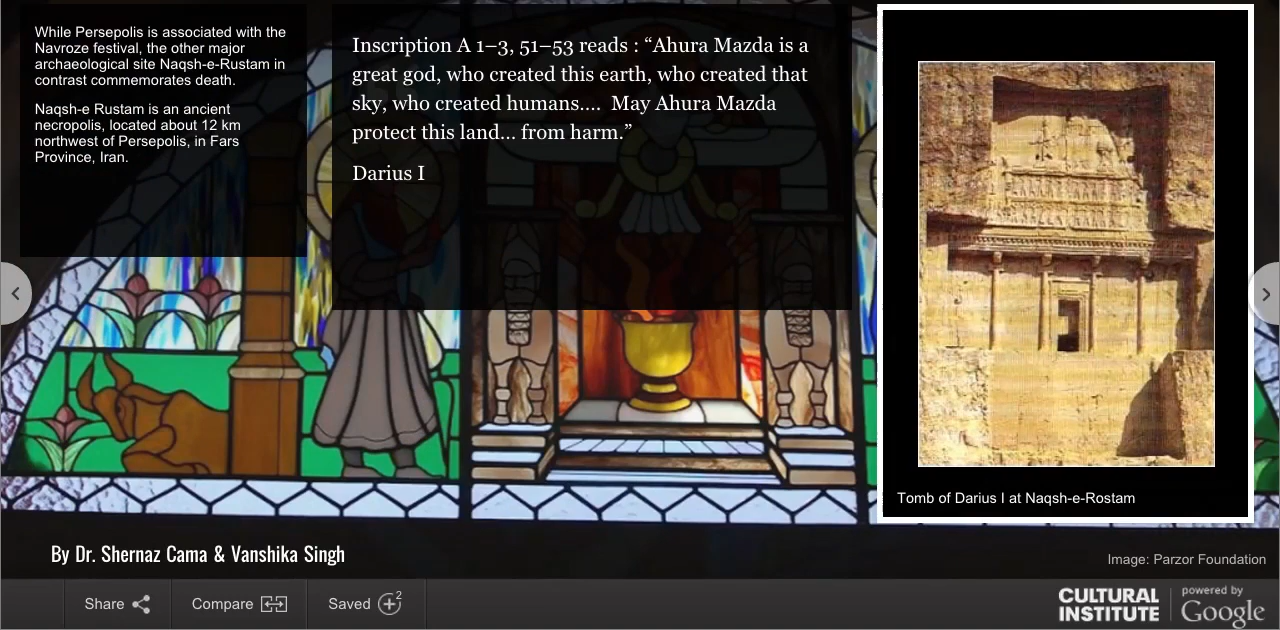 While Persepolis is associated with the
Navroze festival, the other major
archaeological site Naqsh-e-Rustam in
contrast commemorates death.
Naqsh-e Rustam is an ancient
necropolis, located about 12 km
northwest of Persepolis, in Fars
Province, Iran.
Inscription A 1–3, 51–53 reads : “Ahura Mazda is a
great god, who created this earth, who created that
sky, who created humans....  May Ahura Mazda
protect this land... from harm.”
Darius I
Tomb of Darius I at Naqsh-e-Rostam
By Dr. Shernaz Cama & Vanshika Singh
Image: Parzor Foundation
Share
Compare
Saved
2
CULTURAL
INSTITUTE
powered by
Google